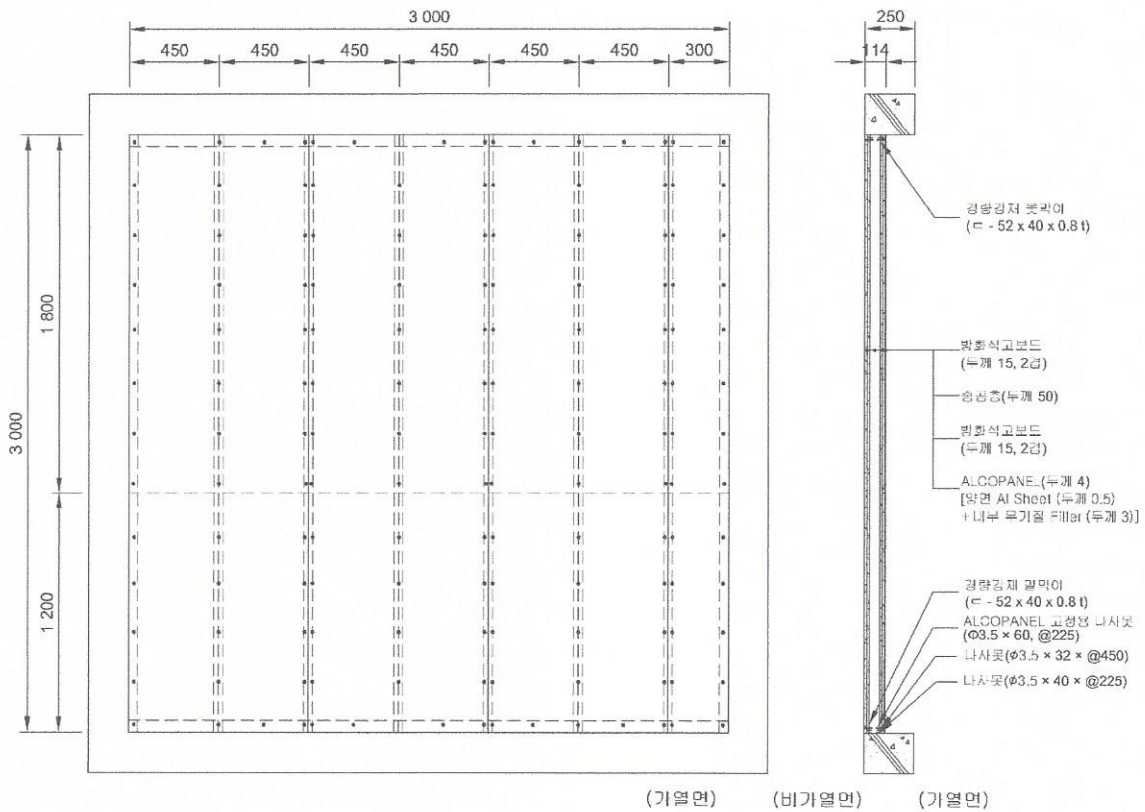 3 000
450 450 450 450 450 450 300
250
114
3 000
1 800
1 200
경량강재 윗막이
(ㄷ - 52 x 40 x 0.8 t)
방화석고보드
(두께 15, 2겹)
중공층(두께 50)
방화석고보드
(두께 15, 2겹)
ALCOPANEL(두께 4)
[양면 Al Sheet (두께 0.5)
+ 내부 무기질 Filler (두께 3)]
경량강재 밑막이
(ㄷ - 52 x 40 x 0.8 t)
ALCOPANEL 고정용 나사못
(Φ3.5 × 60, @225)
나사못(φ3.5 × 32 × @450)
나사못(φ3.5 × 40 × @225)
(가열면) (비가열면) (가열면)